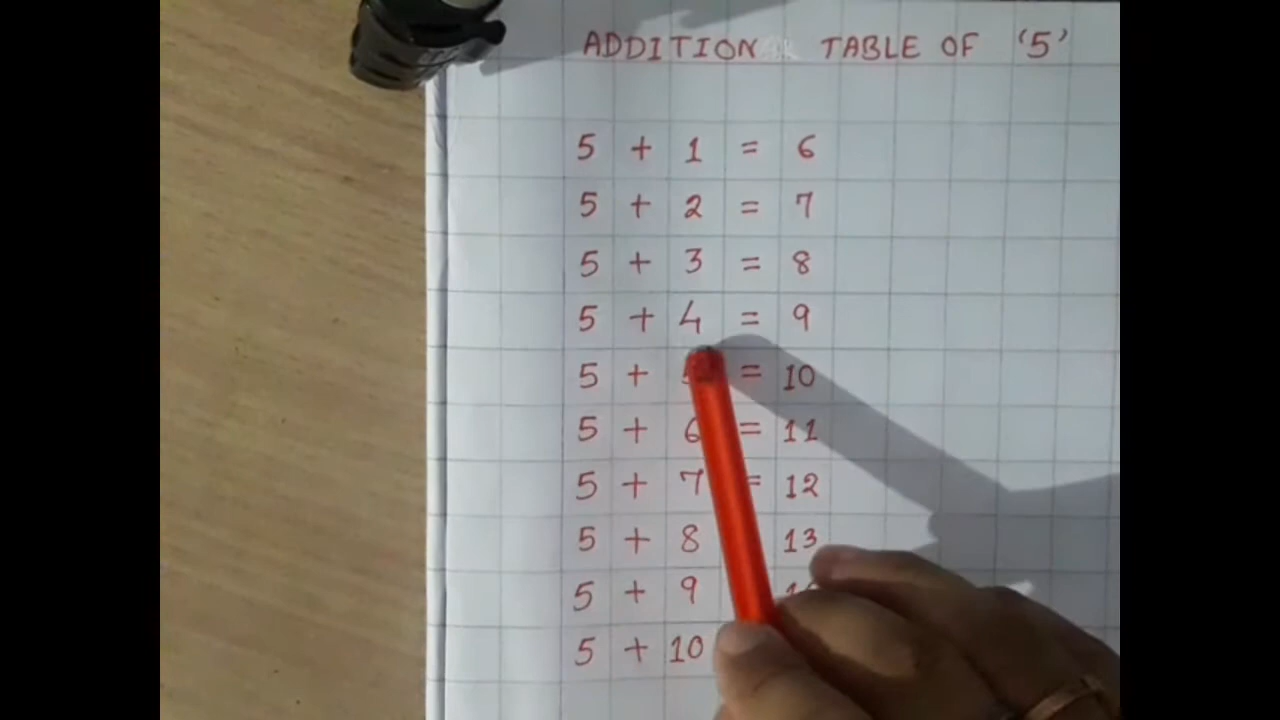 ADDITION TABLE OF '5'
5 + 1 = 6
5 + 2 = 7
5 + 3 = 8
5 + 4 = 9
5 + = 10
5 + 6 = 11
5 + 7 = 12
5 + 8 13
5 + 9
5 + 10